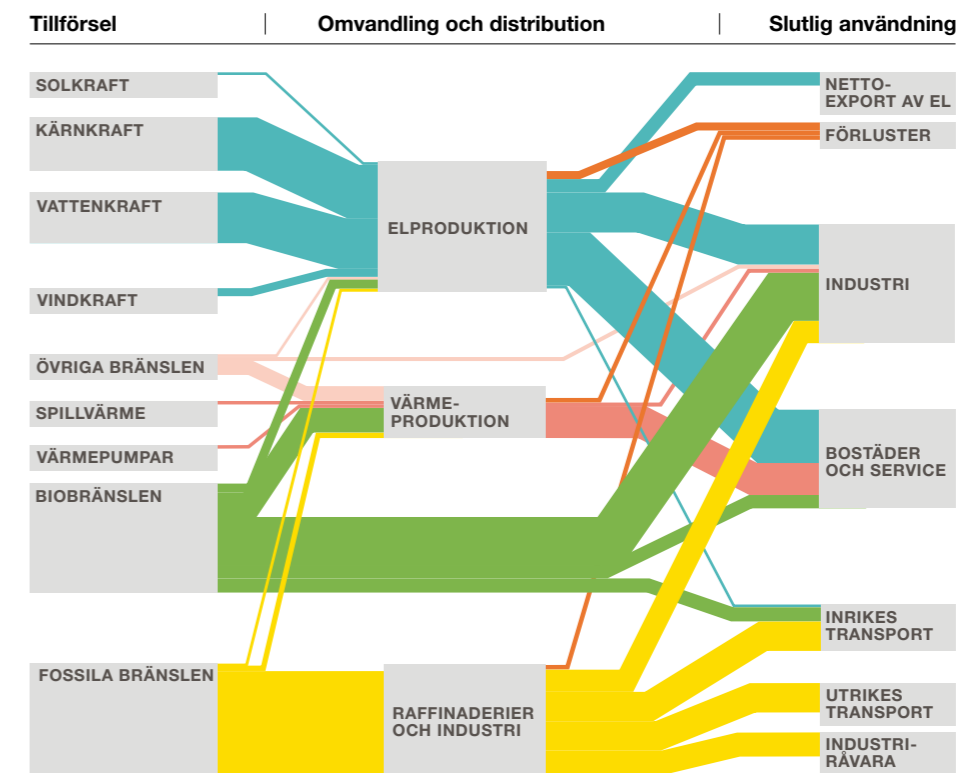 Tillförsel
Omvandling och distribution
Slutlig användning
SOLKRAFT
KÄRNKRAFT
VATTENKRAFT
VINDKRAFT
ÖVRIGA BRÄNSLEN
SPILLVÄRME
VÄRMEPUMPAR
BIOBRÄNSLEN
FOSSILA BRÄNSLEN
ELPRODUKTION
VÄRME-
PRODUKTION
RAFFINADERIER
OCH INDUSTRI
NETTO-
EXPORT AV EL
FÖRLUSTER
INDUSTRI
BOSTÄDER
OCH SERVICE
INRIKES
TRANSPORT
UTRIKES
TRANSPORT
INDUSTRI-
RÅVARA